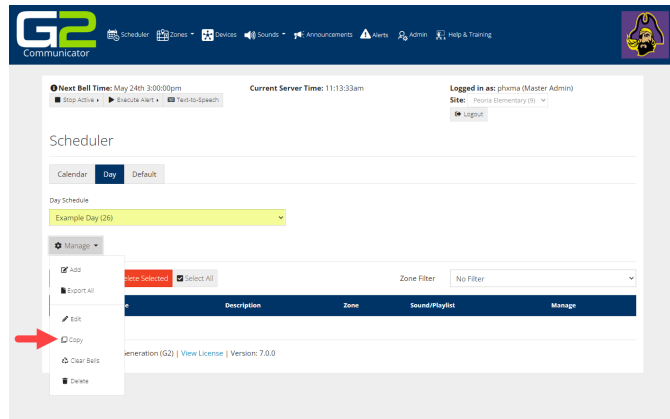 G2
Communicator
Scheduler Zones Devices Sounds Announcements Alerts Admin Help & Training
Next Bell Time: May 24th 3:00:00pm Current Server Time: 11:13:33am Logged in as: phxma (Master Admin)
Stop Active Execute Alert Text-to-Speech Site: Peoria Elementary (9)
Logout
Scheduler
Calendar Day Default
Day Schedule
Example Day (26)
Manage
Add
elete Selected Select All Zone Filter No Filter
Export All
e Description Zone Sound/Playlist Manage
Edit
Copy
eneration (G2) | View License | Version: 7.0.0
Clear Bells
Delete